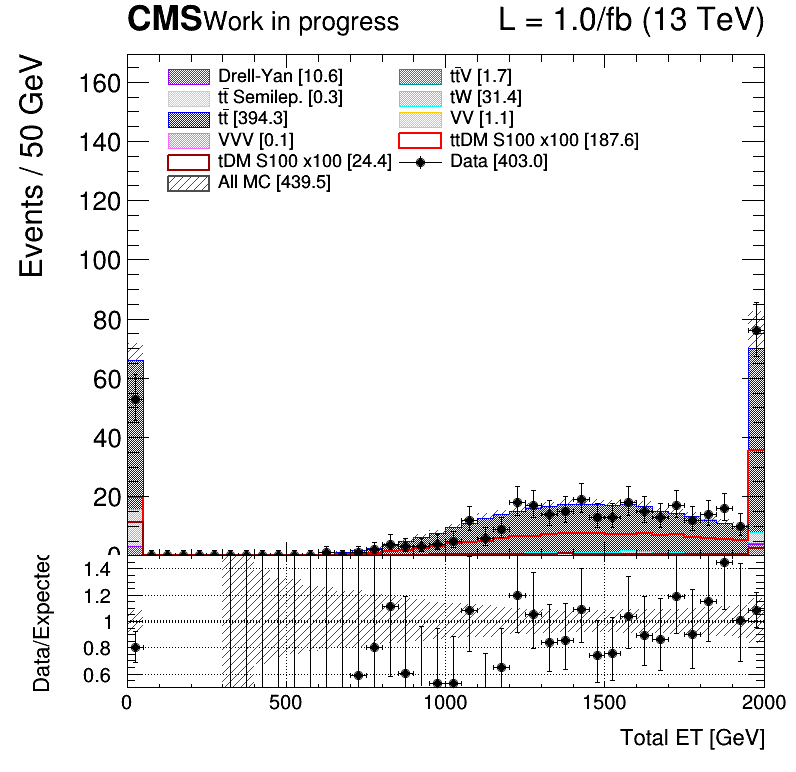 CMS Work in progress L = 1.0/fb (13 TeV)
Events / 50 GeV
160
140
120
100
80
60
40
20
0
Drell-Yan [10.6] tt̄V [1.7]
tt̄ Semilep. [0.3] tW [31.4]
tt̄ [394.3] VV [1.1]
VVV [0.1] ttDM S100 x100 [187.6]
tDM S100 x100 [24.4] Data [403.0]
All MC [439.5]
Data/Expected
1.4
1.2
1
0.8
0.6
0 500 1000 1500 2000
Total ET [GeV]